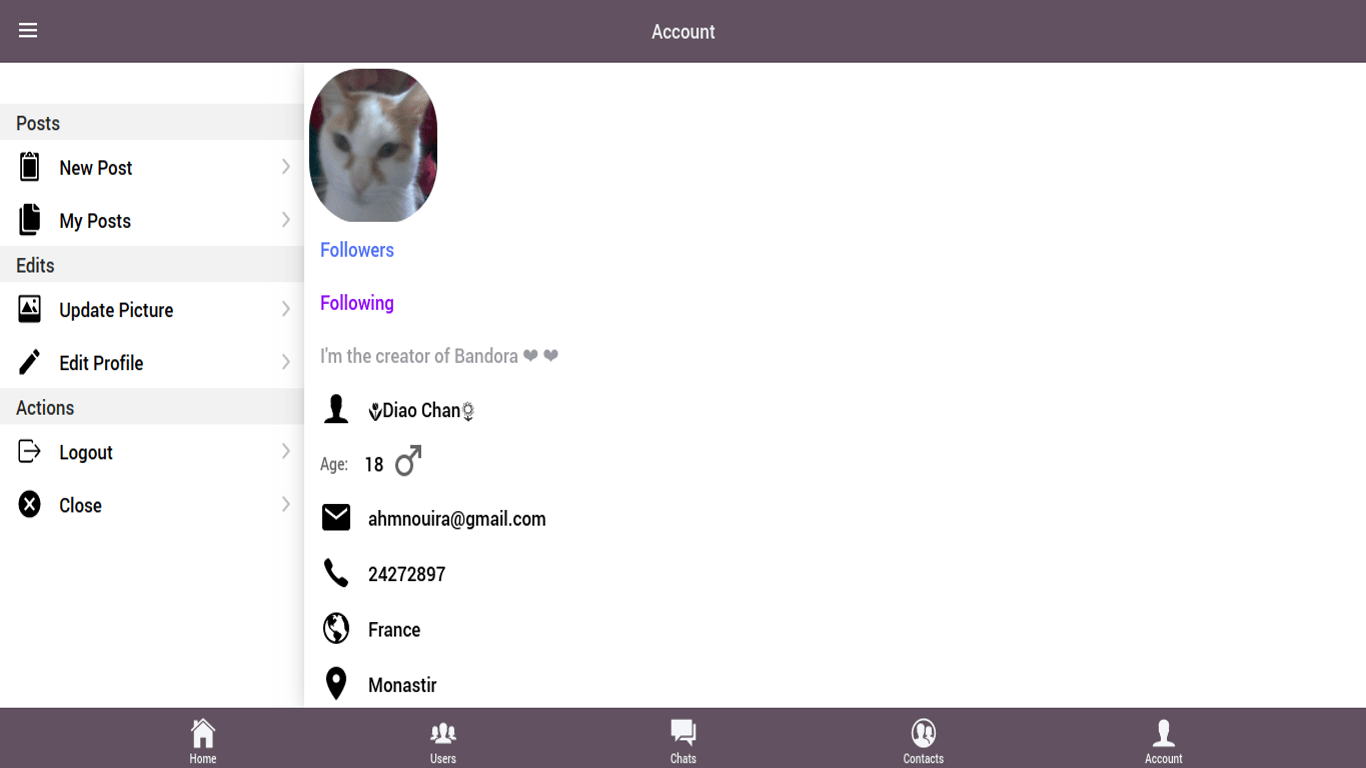 Account
Posts
New Post
My Posts
Edits
Update Picture
Edit Profile
Actions
Logout
Close
Followers
Following
I'm the creator of Bandora ❤ ❤
🌷Diao Chan🌻
Age: 18 ♂
ahmnouira@gmail.com
24272897
France
Monastir
Home
Users
Chats
Contacts
Account